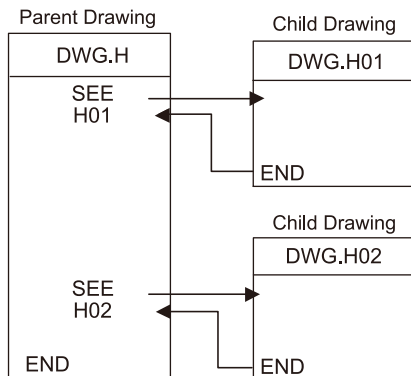 Parent Drawing
DWG.H
SEE
H01
SEE
H02
END
Child Drawing
DWG.H01
END
Child Drawing
DWG.H02
END